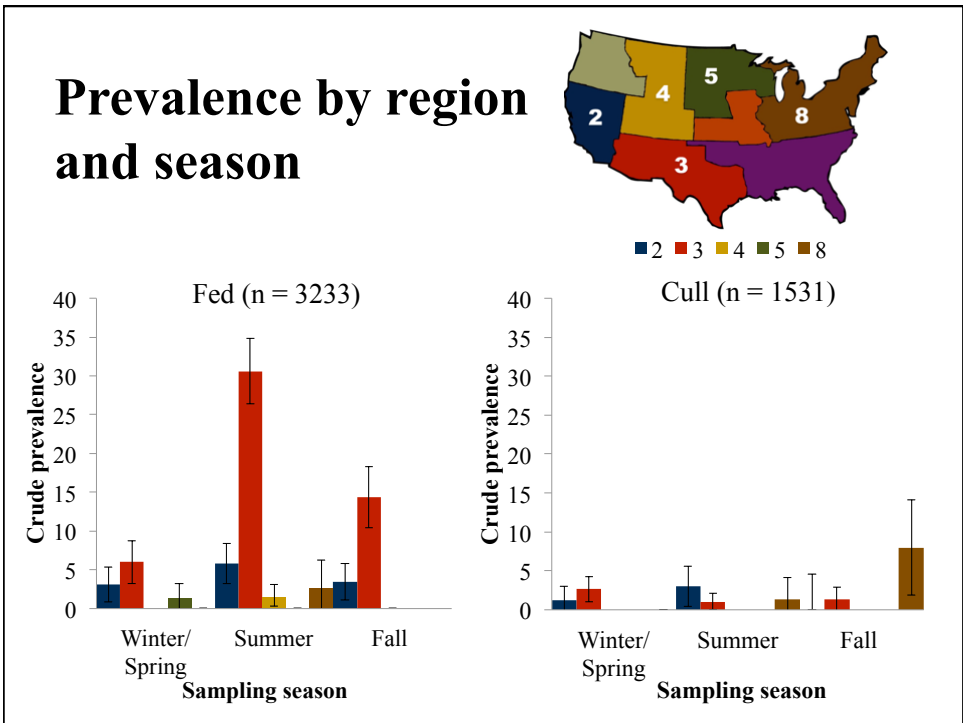 Prevalence by region
and season
5
4
2
8
3
2 3 4 5 8
Fed (n = 3233)
Crude prevalence
40
35
30
25
20
15
10
5
0
Winter/
Spring
Summer
Fall
Sampling season
Cull (n = 1531)
Crude prevalence
40
35
30
25
20
15
10
5
0
Winter/
Spring
Summer
Fall
Sampling season